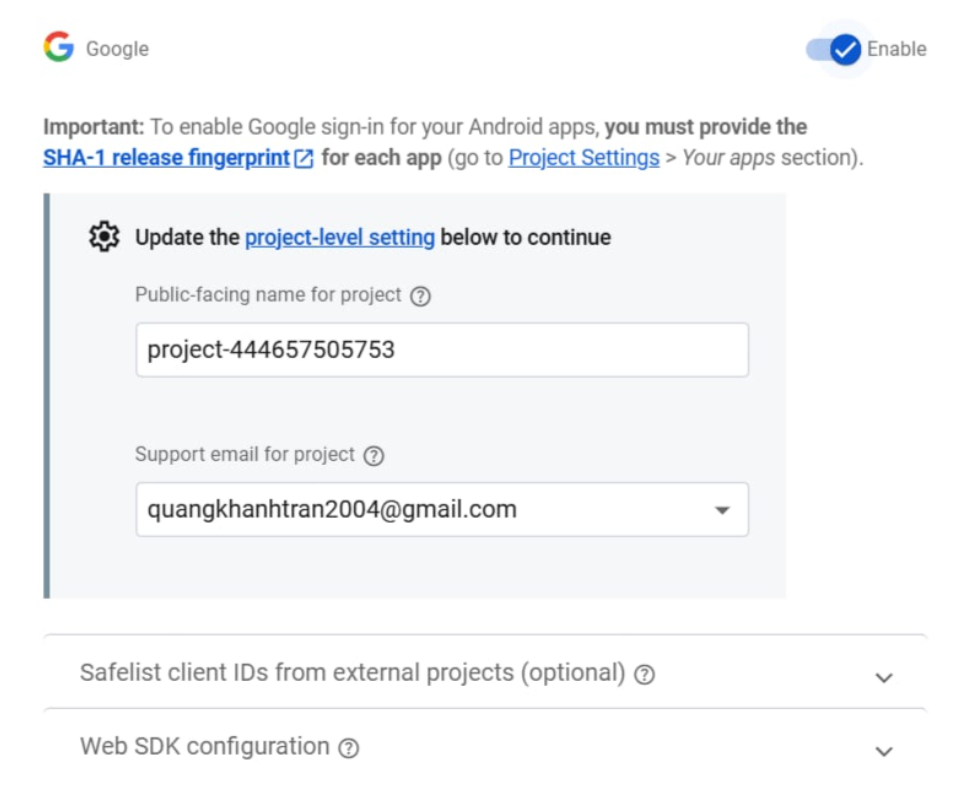 Google
Enable
Important: To enable Google sign-in for your Android apps, you must provide the
SHA-1 release fingerprint for each app (go to Project Settings > Your apps section).
Update the project-level setting below to continue
Public-facing name for project
project-444657505753
Support email for project
quangkhanhtran2004@gmail.com
Safelist client IDs from external projects (optional)
Web SDK configuration